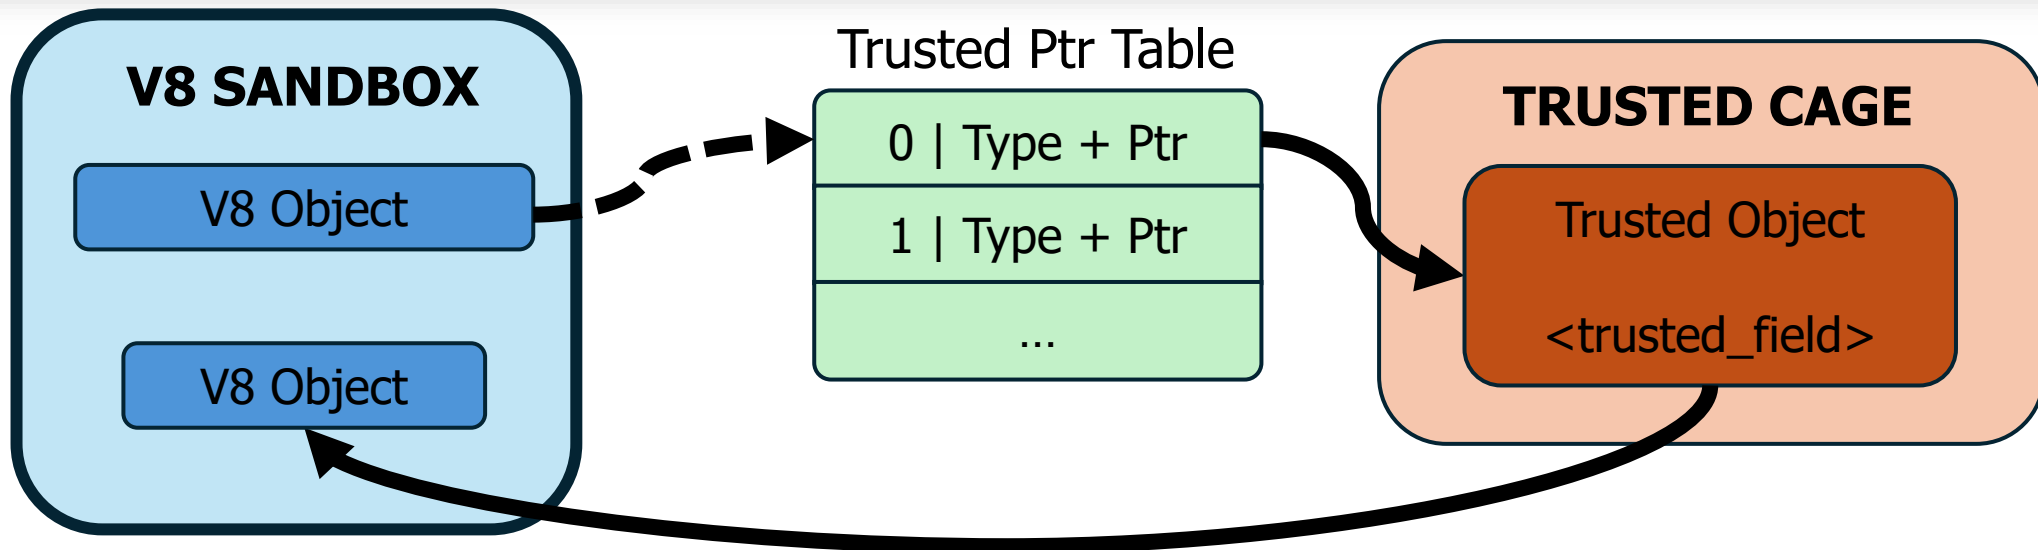 V8 SANDBOX
V8 Object
V8 Object
Trusted Ptr Table
0 | Type + Ptr
1 | Type + Ptr
...
TRUSTED CAGE
Trusted Object
<trusted_field>